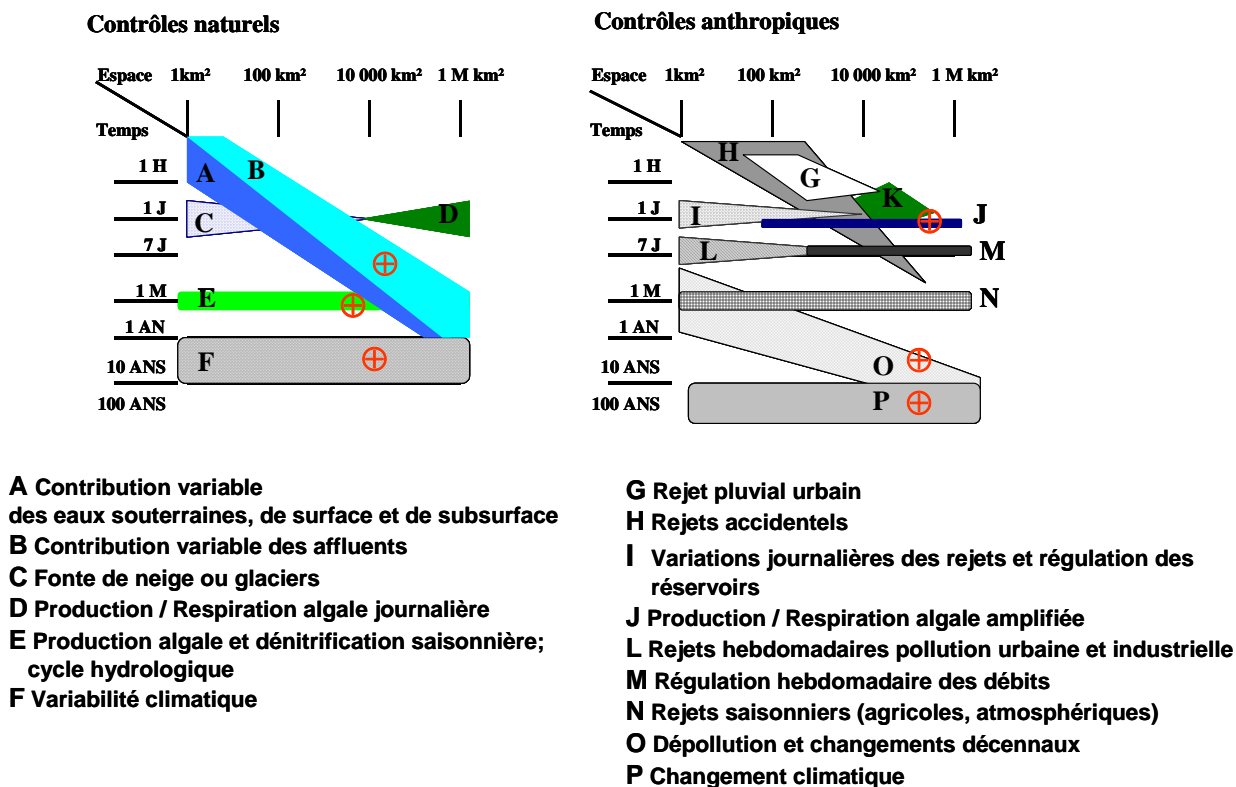 Contrôles naturels
Espace 1km² 100 km² 10 000 km² 1 M km²
Temps
1 H
1 J
7 J
1 M
1 AN
10 ANS
100 ANS
A
B
C
D
E
F
Contrôles anthropiques
Espace 1km² 100 km² 10 000 km² 1 M km²
Temps
1 H
1 J
7 J
1 M
1 AN
10 ANS
100 ANS
H
G
K
I
J
L
M
N
O
P
A Contribution variable
des eaux souterraines, de surface et de subsurface
B Contribution variable des affluents
C Fonte de neige ou glaciers
D Production / Respiration algale journalière
E Production algale et dénitrification saisonnière;
cycle hydrologique
F Variabilité climatique
G Rejet pluvial urbain
H Rejets accidentels
I Variations journalières des rejets et régulation des
réservoirs
J Production / Respiration algale amplifiée
L Rejets hebdomadaires pollution urbaine et industrielle
M Régulation hebdomadaire des débits
N Rejets saisonniers (agricoles, atmosphériques)
O Dépollution et changements décennaux
P Changement climatique